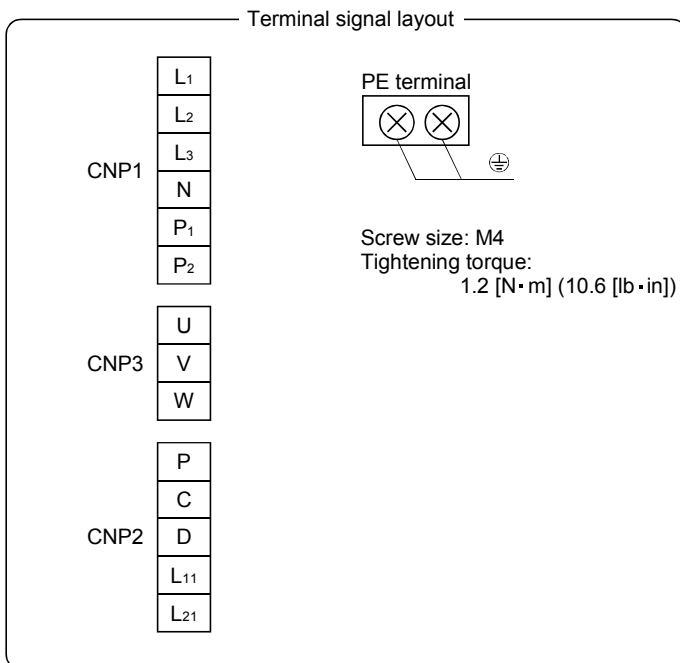 Terminal signal layout
CNP1
L1
L2
L3
N
P1
P2
CNP3
U
V
W
CNP2
P
C
D
L11
L21
PE terminal
Screw size: M4
Tightening torque:
1.2 [N·m] (10.6 [lb·in])